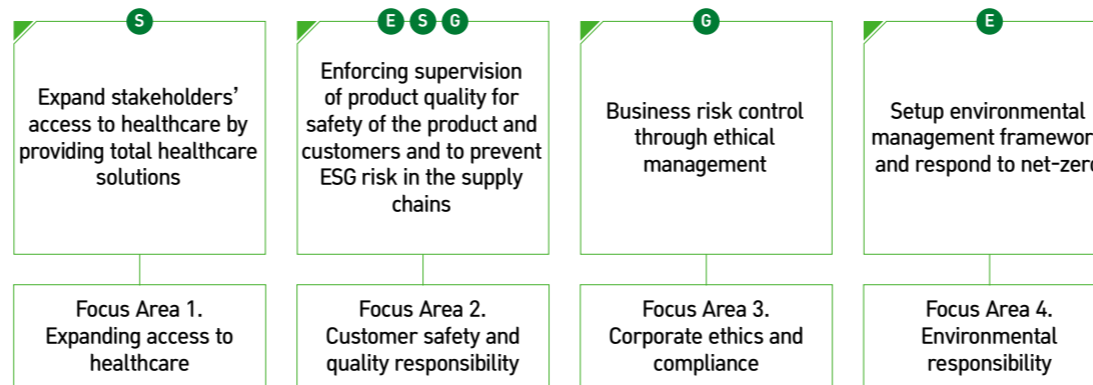 S
Expand stakeholders'
access to healthcare by
providing total healthcare
solutions
Focus Area 1.
Expanding access to
healthcare
E S G
Enforcing supervision
of product quality for
safety of the product and
customers and to prevent
ESG risk in the supply
chains
Focus Area 2.
Customer safety and
quality responsibility
G
Business risk control
through ethical
management
Focus Area 3.
Corporate ethics and
compliance
E
Setup environmental
management
and respond to
Focus Area 4.
Environmental
responsibility